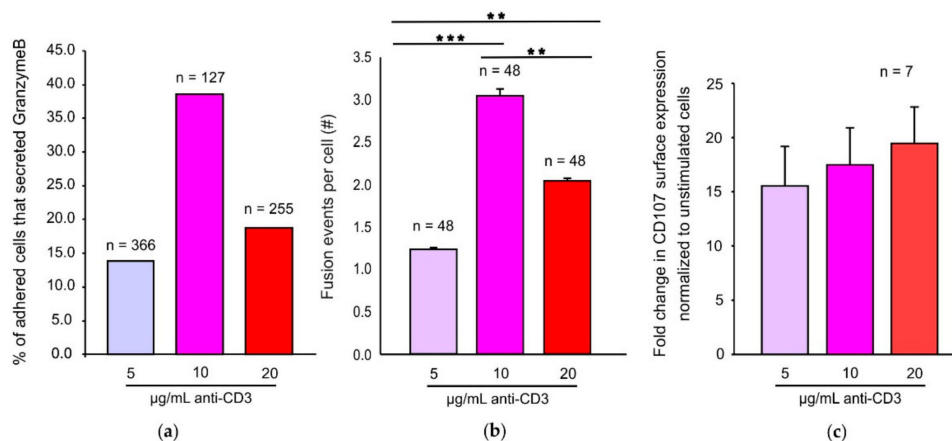 % of adhered cells that secreted GranzymeB
45.0
40.0
35.0
30.0
25.0
20.0
15.0
10.0
5.0
0.0
n = 366
n = 127
n = 255
5
10
20
µg/mL anti-CD3
(a)
**
***
**
Fusion events per cell (#)
3.5
3.0
2.5
2.0
1.5
1.0
0.5
0.0
n = 48
n = 48
n = 48
5
10
20
µg/mL anti-CD3
(b)
Fold change in CD107 surface expression
normalized to unstimulated cells
25
20
15
10
5
0
n = 7
5
10
20
µg/mL anti-CD3
(c)